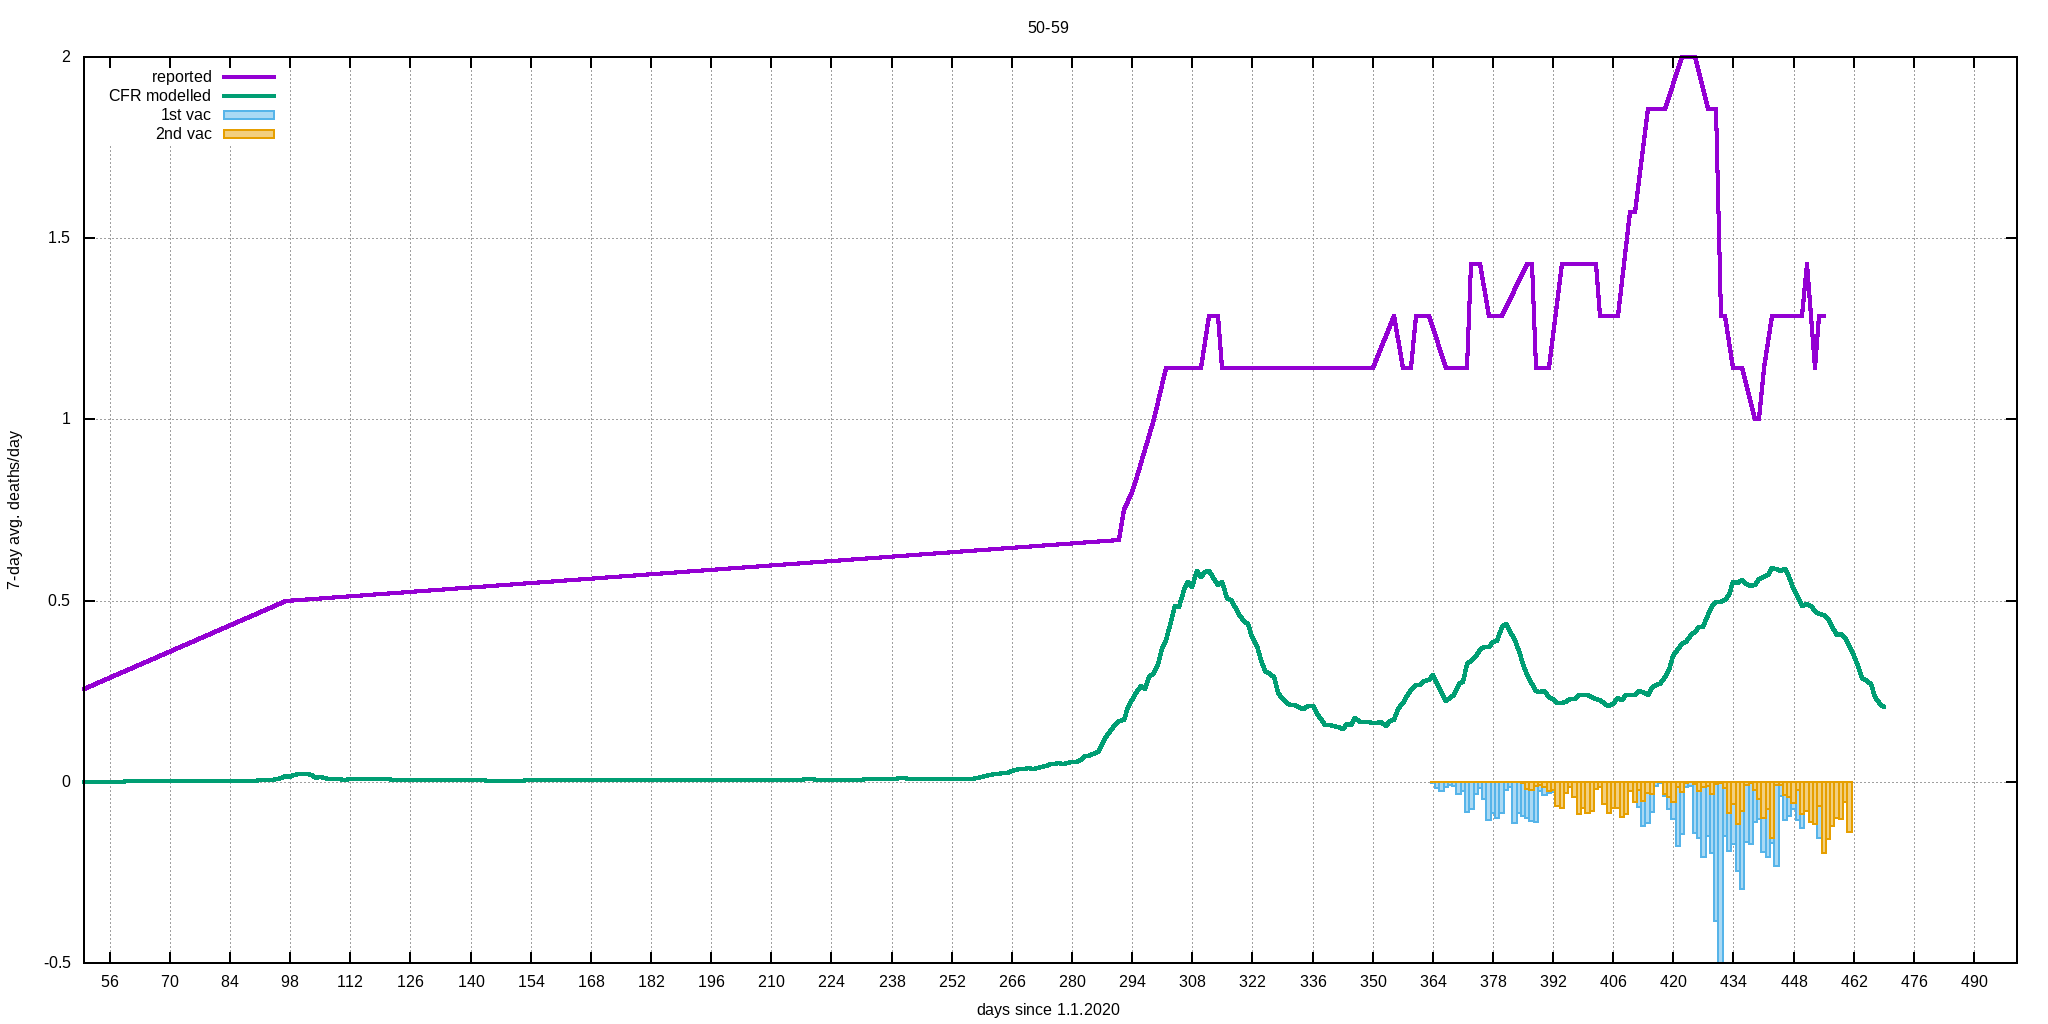 50-59
reported
CFR modelled
1st vac
2nd vac
2
1.5
1
0.5
0
-0.5
7-day avg. deaths/day
56 70 84 98 112 126 140 154 168 182 196 210 224 238 252 266 280 294 308 322 336 350 364 378 392 406 420 434 448 462 476 490
days since 1.1.2020